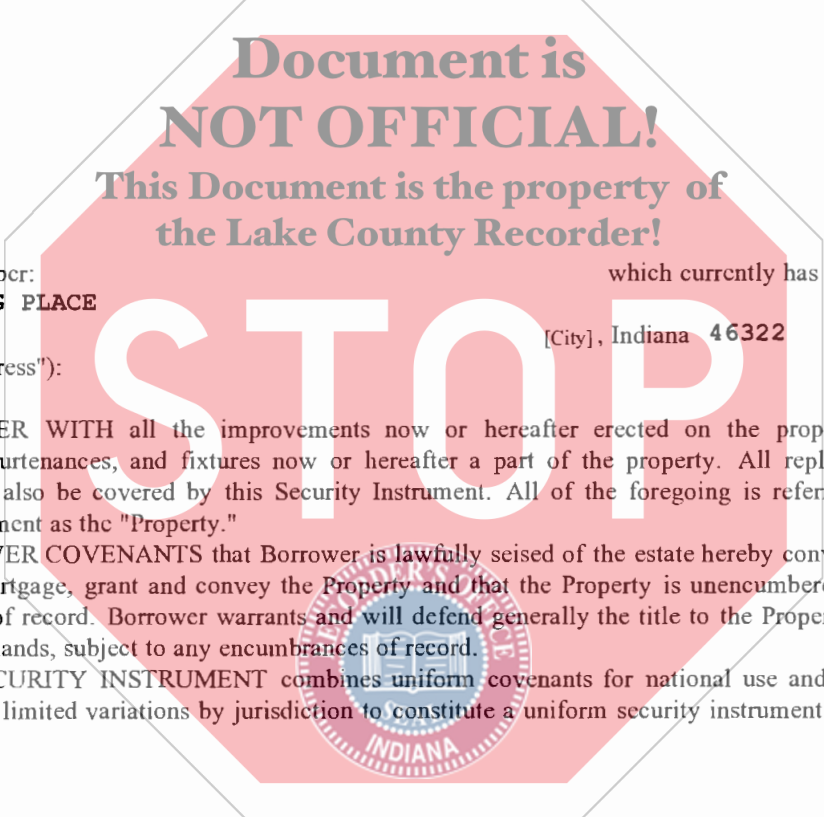 Document is
NOT OFFICIAL!
This Document is the property of
the Lake County Recorder!
which currently has
PLACE
[City], Indiana 46322
ress"):
STOP
ER WITH all the improvements now or hereafter erected on the prop
urtenances, and fixtures now or hereafter a part of the property. All repl
also be covered by this Security Instrument. All of the foregoing is refer
ment as the "Property."
VER COVENANTS that Borrower is lawfully seised of the estate hereby conv
rtgage, grant and convey the Property and that the Property is unencumbere
of record. Borrower warrants and will defend generally the title to the Prope
ands, subject to any encumbrances of record.
CURITY INSTRUMENT combines uniform covenants for national use and
limited variations by jurisdiction to constitute a uniform security instrument
RECORDER'S OFFICE
SEAL
INDIANA